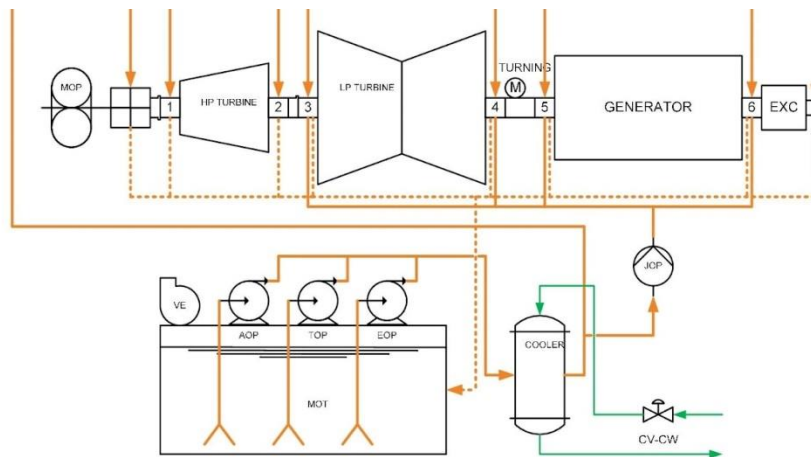 TURNING
MOP
1
HP TURBINE
2
3
LP TURBINE
4
M
5
GENERATOR
6
EXC
JOP
VE
AOP
TOP
EOP
COOLER
MOT
CV-CW